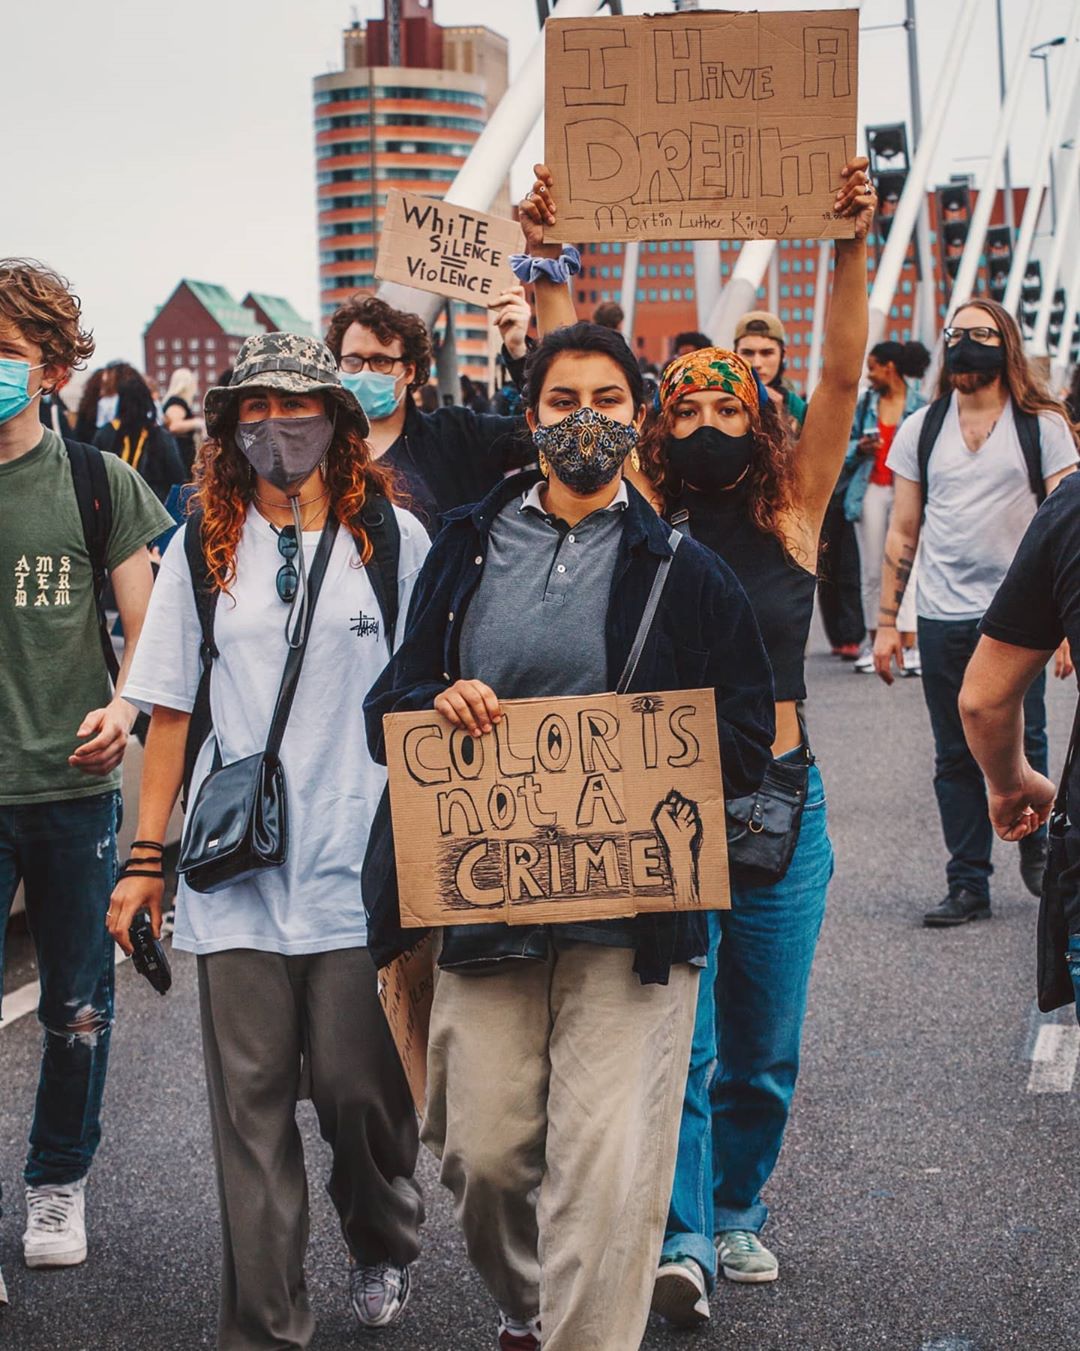 I HAVE A
DREAM
- Martin Luther King Jr.
WHiTE
SiLENCE
=
ViOLENCE
AMS
TER
DAM
Stüssy
COLOR IS
not A
CRiME